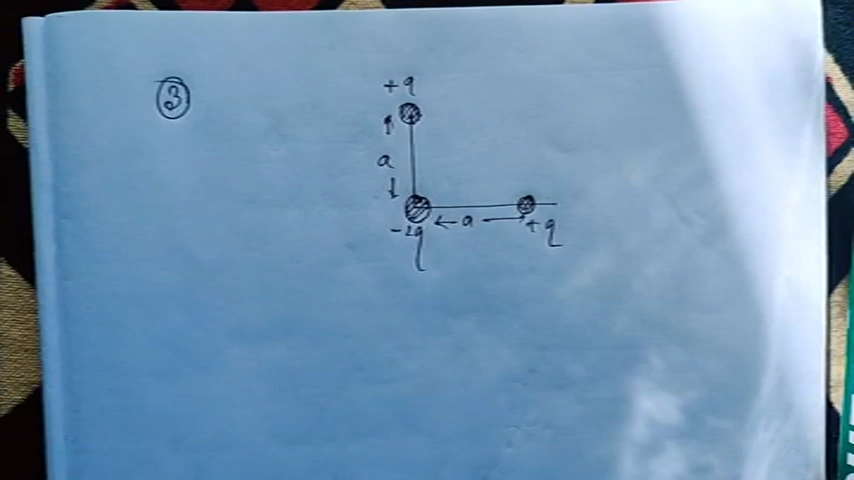 3
+q
a
-2q
←a→
+q